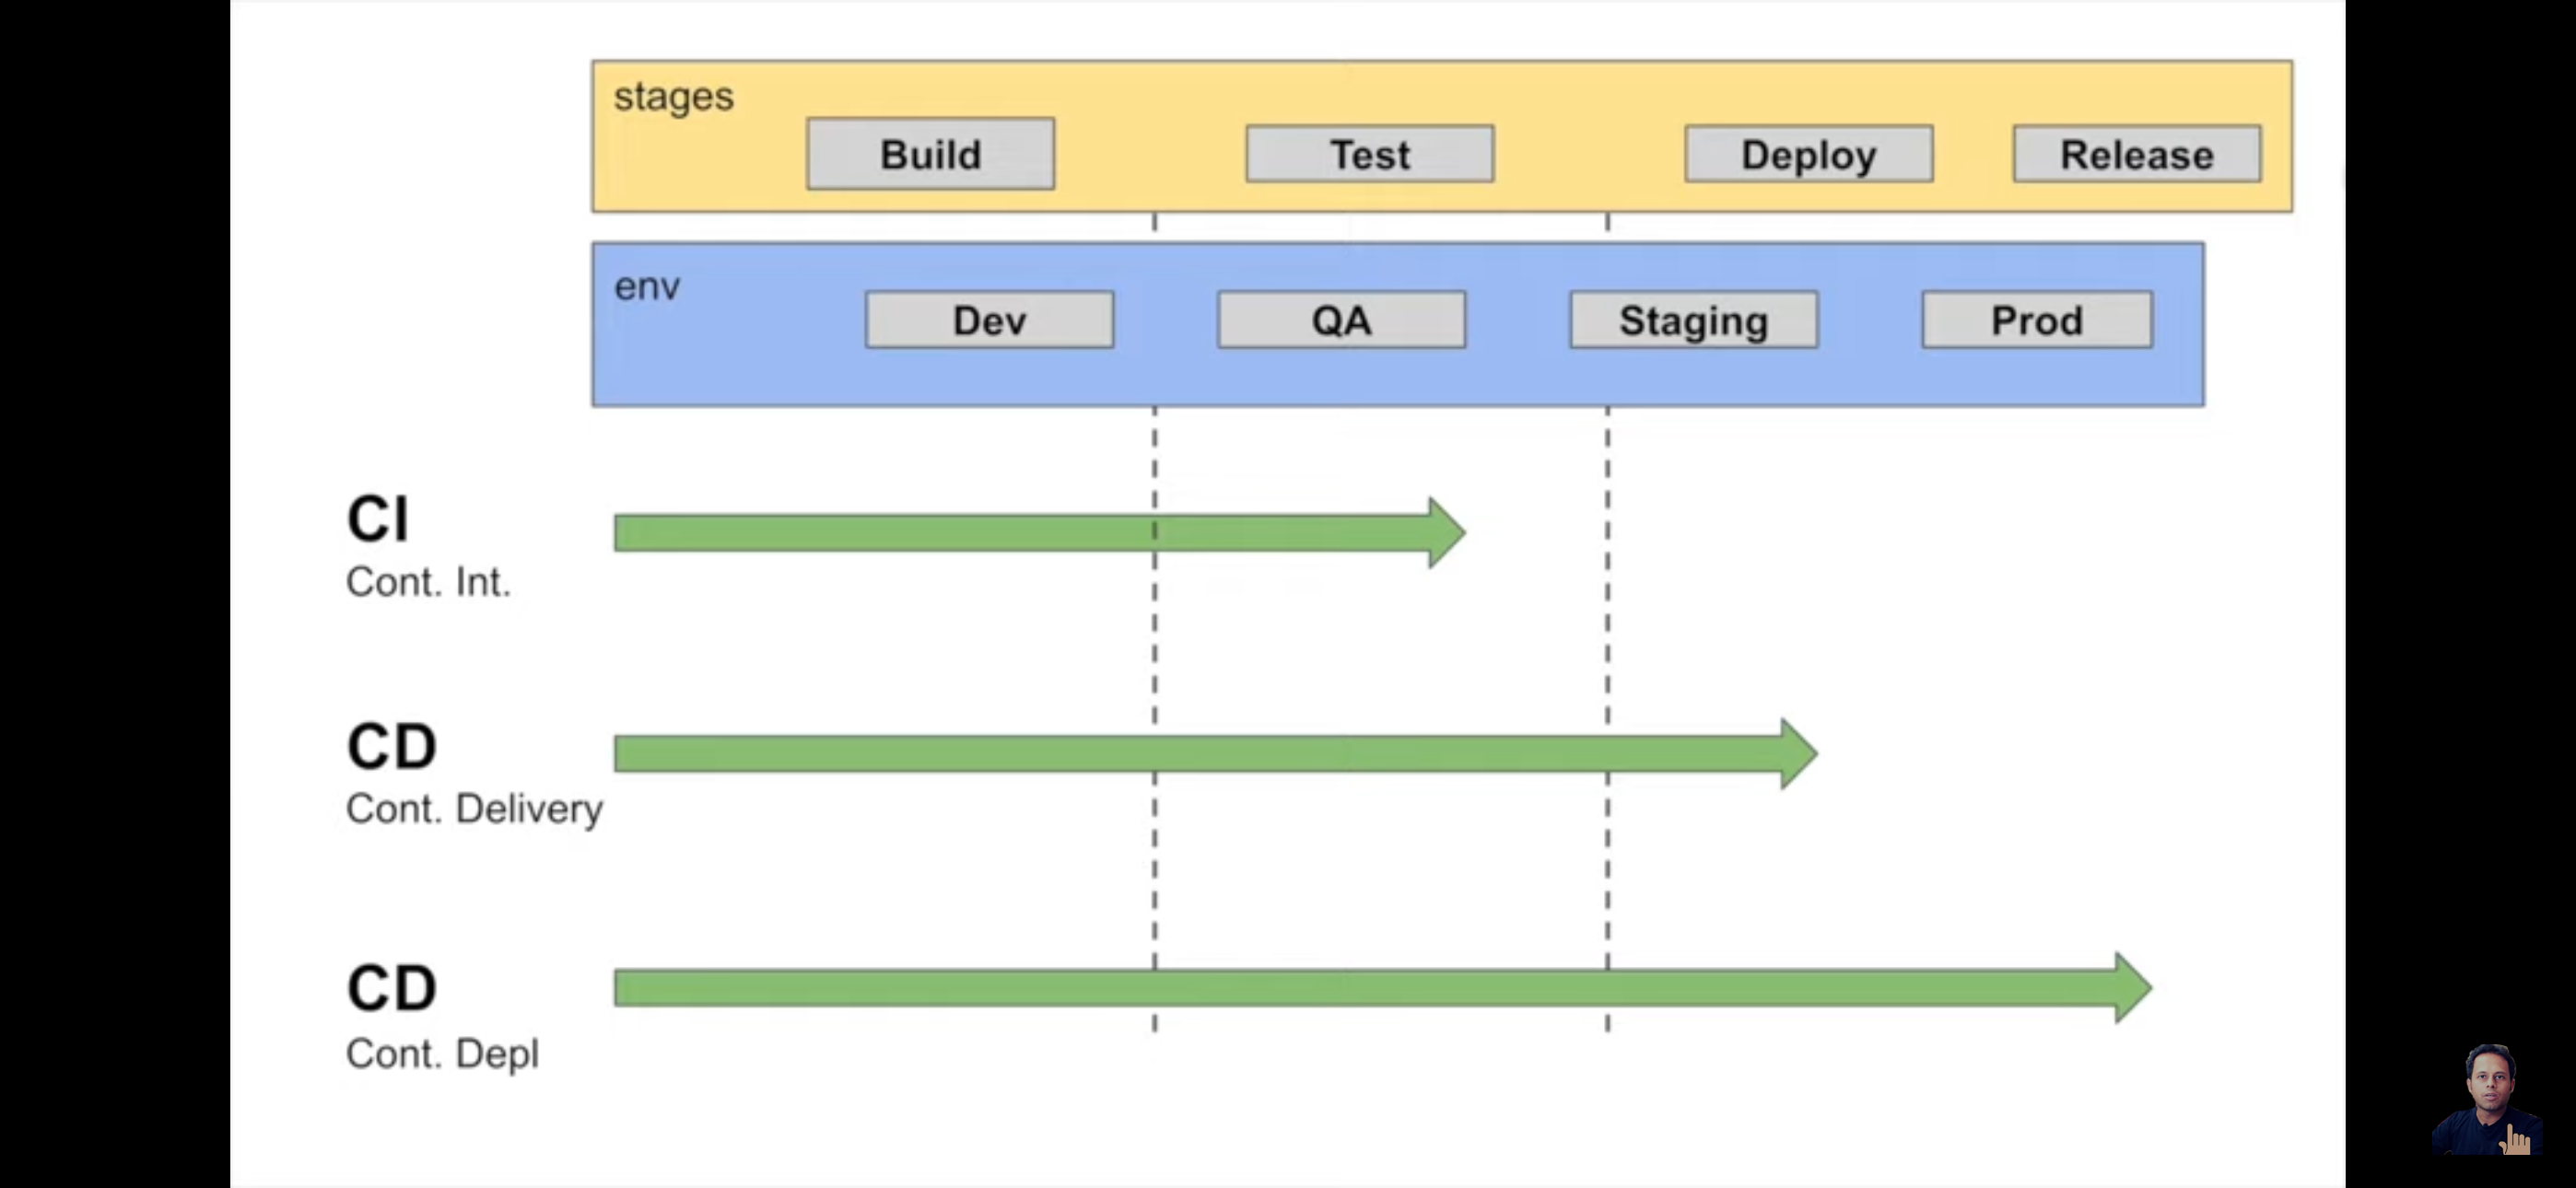 stages
Build
Test
Deploy
Release
env
Dev
QA
Staging
Prod
CI
Cont. Int.
CD
Cont. Delivery
CD
Cont. Depl